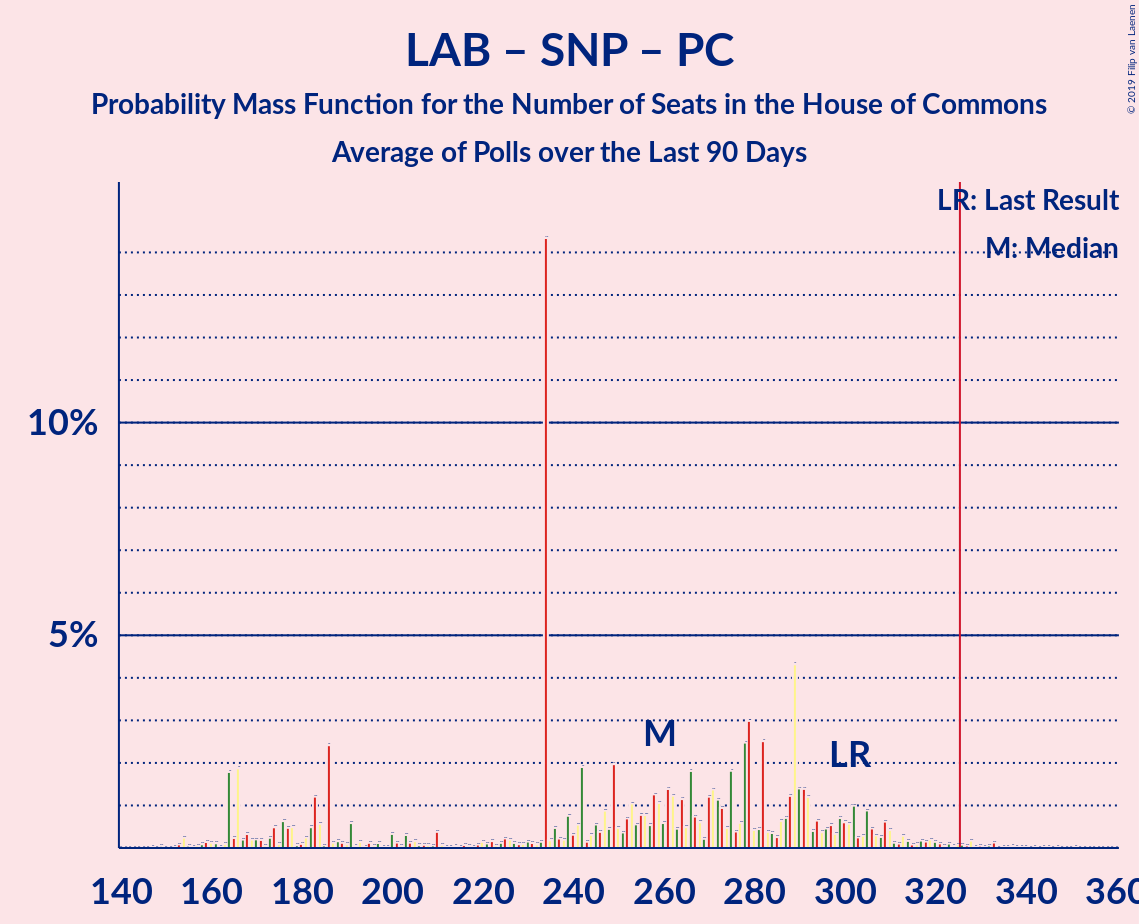 © 2019 Filip van Laenen
LAB – SNP – PC
Probability Mass Function for the Number of Seats in the House of Commons
Average of Polls over the Last 90 Days
LR: Last Result
M: Median
10%
5%
M
LR
140 160 180 200 220 240 260 280 300 320 340 360